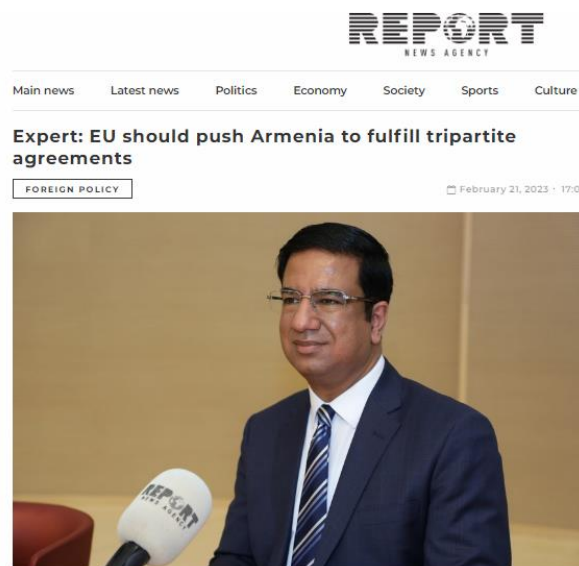 REPORT
NEWS AGENCY
Main news Latest news Politics Economy Society Sports Culture
Expert: EU should push Armenia to fulfill tripartite
agreements
FOREIGN POLICY February 21, 2023 · 17:0
REPORT
NEWS AGENCY